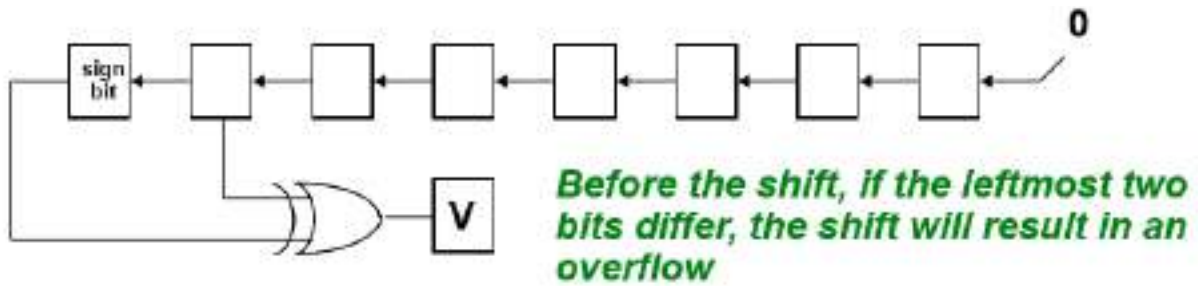 0
sign
bit
V
Before the shift, if the leftmost two
bits differ, the shift will result in an
overflow